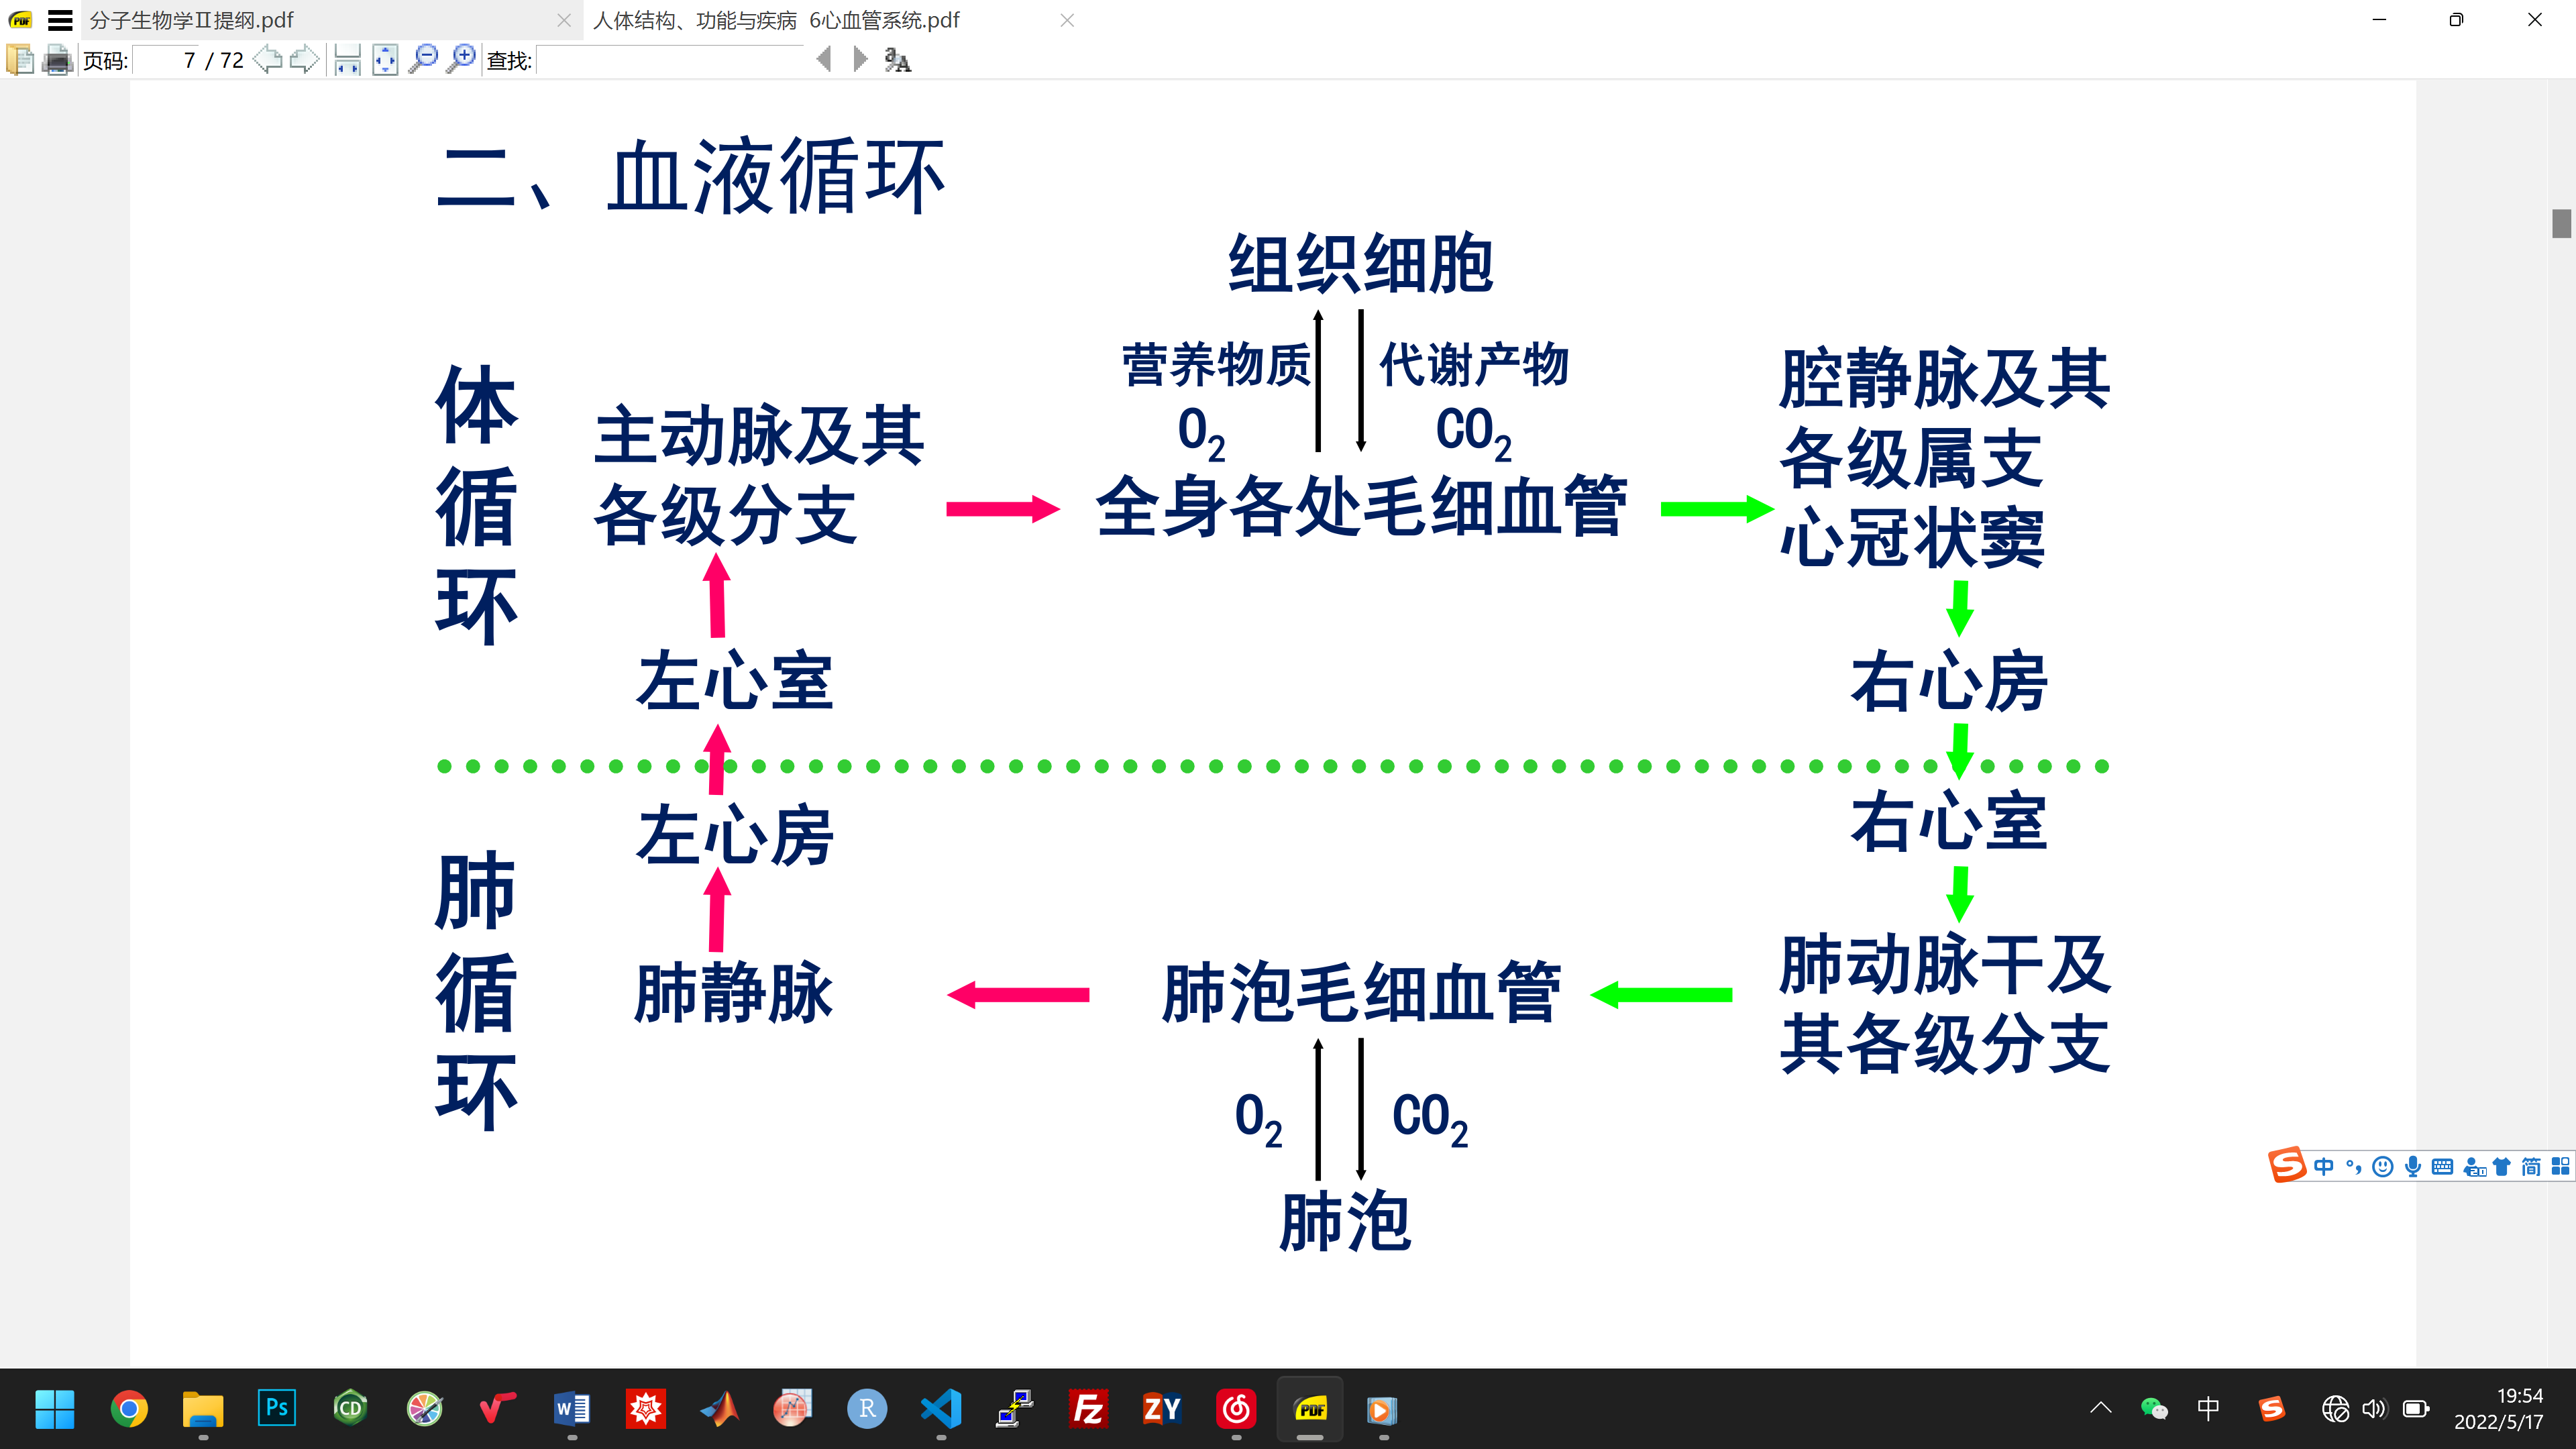 分子生物学Ⅱ提纲.pdf
人体结构、功能与疾病 6心血管系统.pdf
页码: 7 / 72
查找:
二、血液循环
组织细胞
营养物质
O₂
代谢产物
CO₂
体循环
主动脉及其
各级分支
全身各处毛细血管
腔静脉及其
各级属支
心冠状窦
左心室
右心房
左心房
右心室
肺循环
肺静脉
肺泡毛细血管
肺动脉干及
其各级分支
O₂
CO₂
肺泡
中
简
Ps
CD
R
Fz
ZY
PDF
中
19:54
2022/5/17